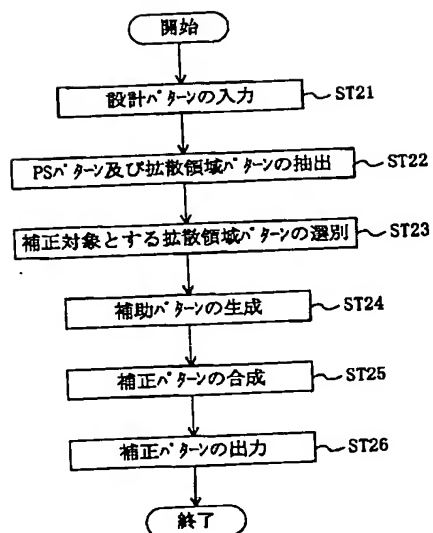 開始
設計パターンの入力
ST21
PSパターン及び拡散領域パターンの抽出
ST22
補正対象とする拡散領域パターンの選別
ST23
補助パターンの生成
ST24
補正パターンの合成
ST25
補正パターンの出力
ST26
終了